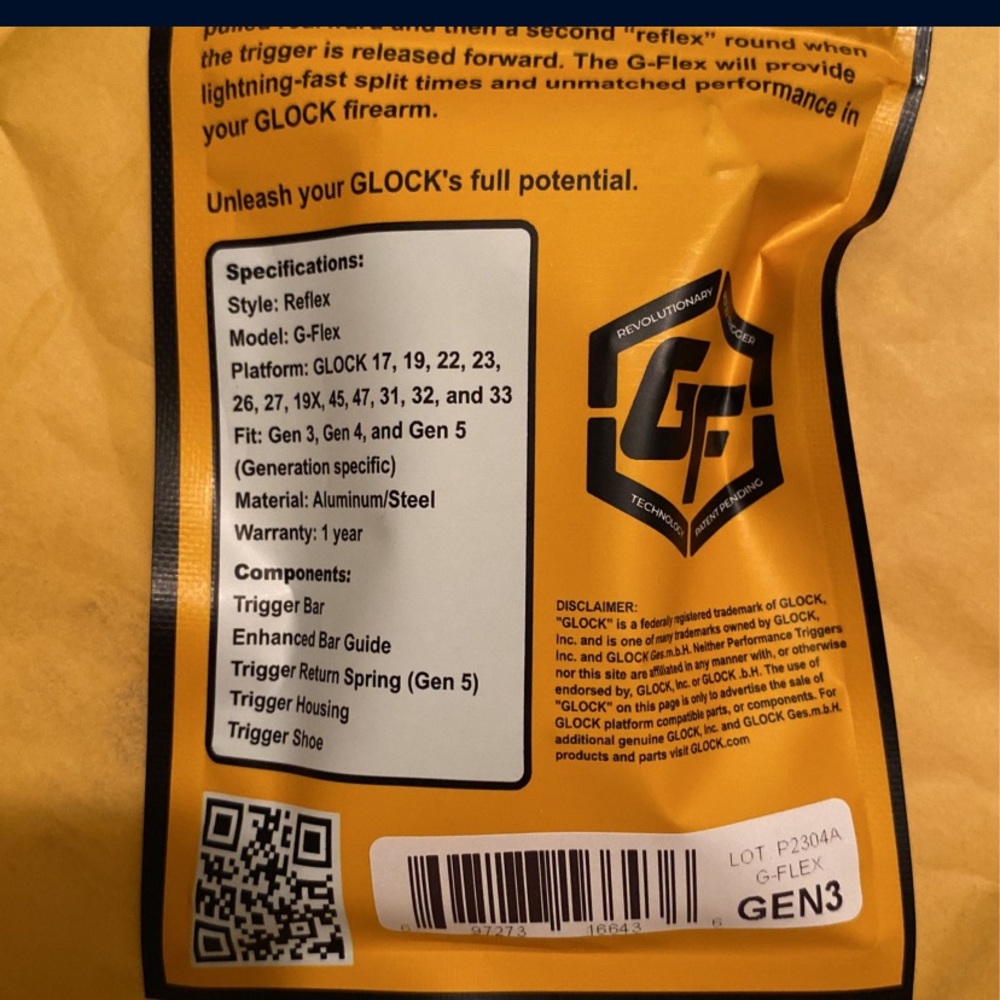 and then a second "reflex" round when
the trigger is released forward. The G-Flex will provide
lightning-fast split times and unmatched performance in
your GLOCK firearm.
Unleash your GLOCK's full potential.
Specifications:
Style: Reflex
Model: G-Flex
Platform: GLOCK 17, 19, 22, 23,
26, 27, 19X, 45, 47, 31, 32, and 33
Fit: Gen 3, Gen 4, and Gen 5
(Generation specific)
Material: Aluminum/Steel
Warranty: 1 year
Components:
Trigger Bar
Enhanced Bar Guide
Trigger Return Spring (Gen 5)
Trigger Housing
Trigger Shoe
REVOLUTIONARY
GF
TECHNOLOGY
PATENT PENDING
DISCLAIMER:
"GLOCK" is a federally registered trademark of GLOCK,
Inc. and is one of many trademarks owned by GLOCK,
Inc. and GLOCK Ges.m.b.H. Neither Performance Triggers
nor this site are affiliated in any manner with, or otherwise
endorsed by, GLOCK, Inc. or GLOCK .b.H. The use of
"GLOCK" on this page is only to advertise the sale of
GLOCK platform compatible parts, or components. For
additional genuine GLOCK, Inc. and GLOCK Ges.m.b.H.
products and parts visit GLOCK.com
LOT P2304A
G-FLEX
GEN3
6 97273 16643 6